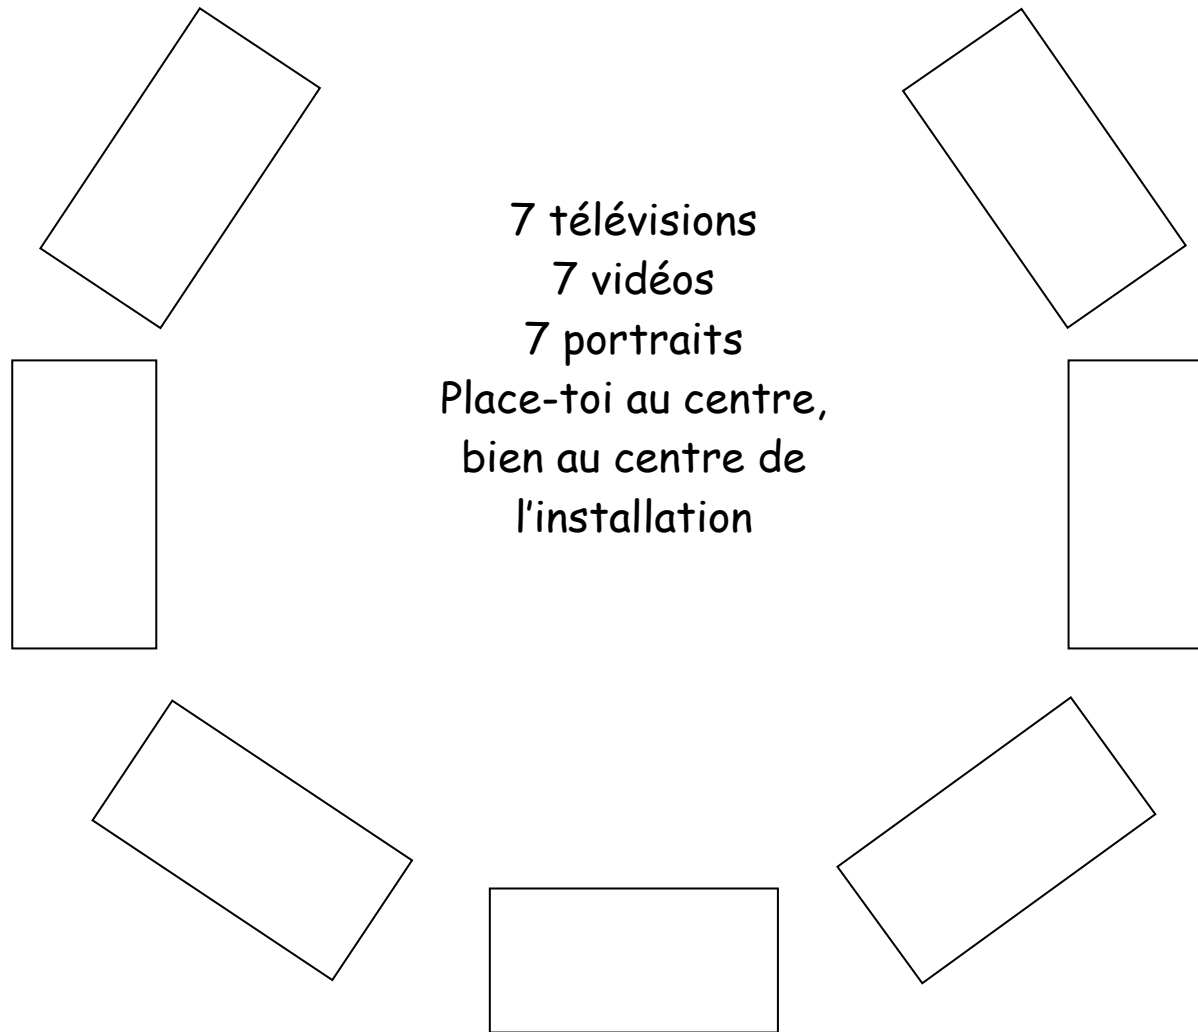 7 télévisions
7 vidéos
7 portraits
Place-toi au centre,
bien au centre de
l'installation